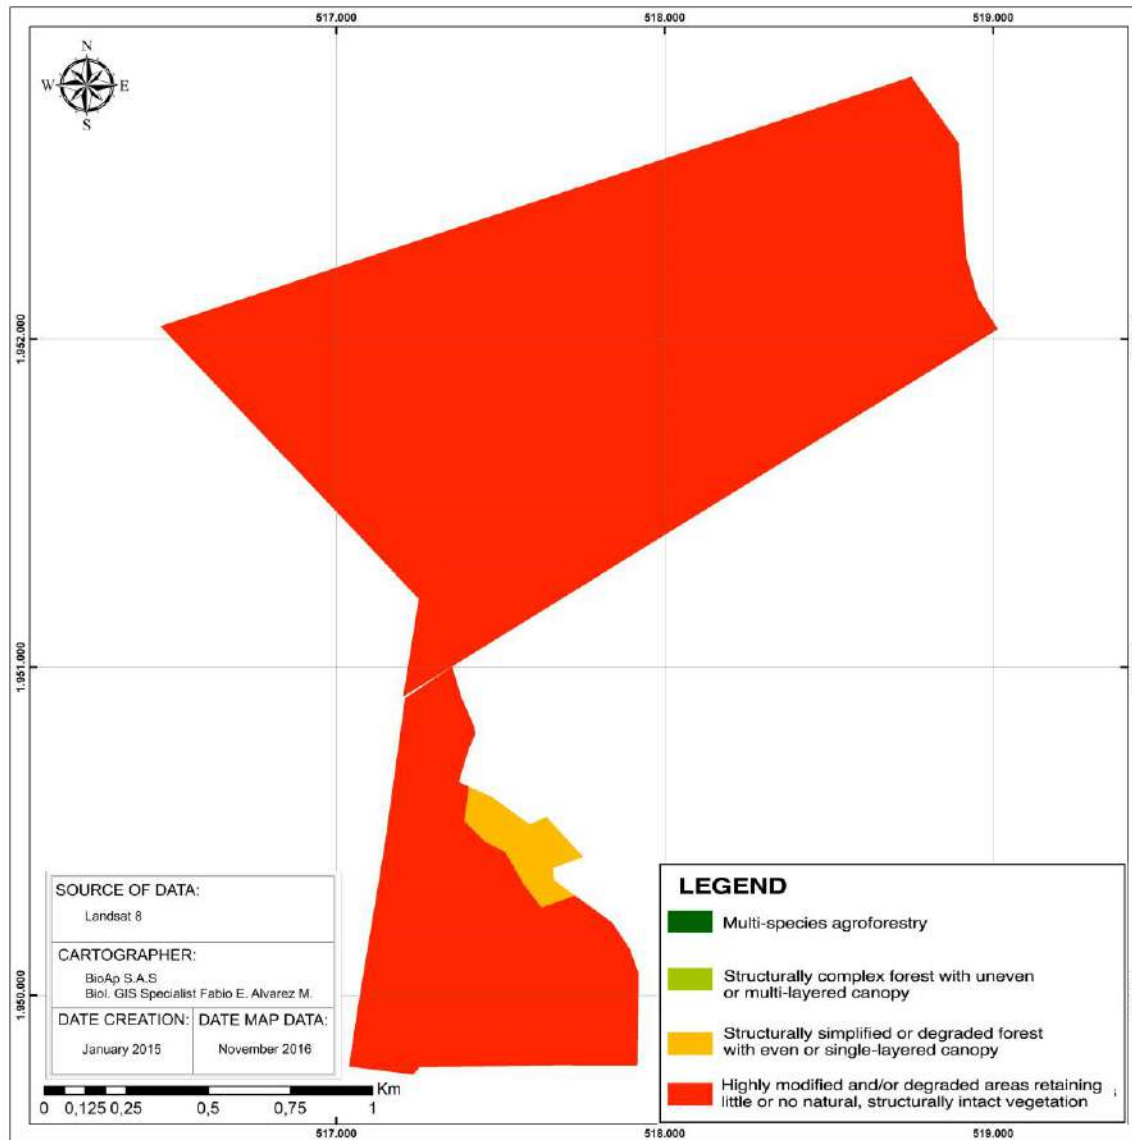 517.000
518.000
519.000
N
W
E
S
1.952.000
1.951.000
1.950.000
SOURCE OF DATA:
Landsat 8
CARTOGRAPHER:
BioAp S.A.S
Biol. GIS Specialist Fabio E. Alvarez M.
DATE CREATION:
January 2015
DATE MAP DATA:
November 2016
Km
0 0,125 0,25 0,5 0,75 1
LEGEND
Multi-species agroforestry
Structurally complex forest with uneven
or multi-layered canopy
Structurally simplified or degraded forest
with even or single-layered canopy
Highly modified and/or degraded areas retaining
little or no natural, structurally intact vegetation
517.000
518.000
519.000